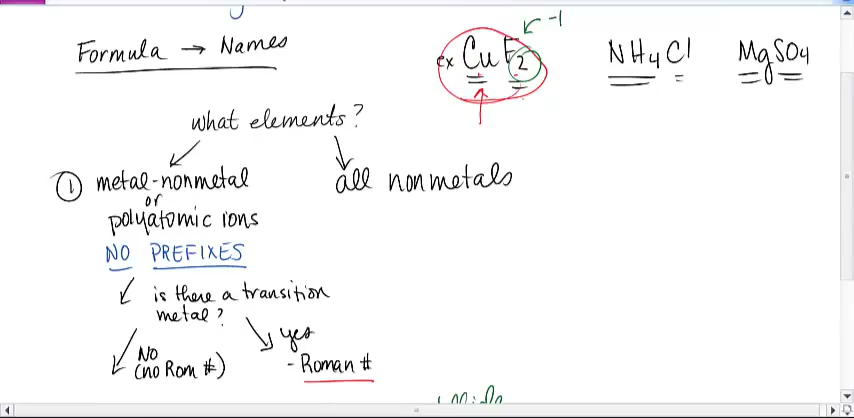 Formula → Names
ex CuF2 -1 NH4Cl MgSO4
what elements?
① metal-nonmetal
or
polyatomic ions
all nonmetals
NO PREFIXES
is there a transition
metal?
No
(no Rom #)
yes
- Roman #